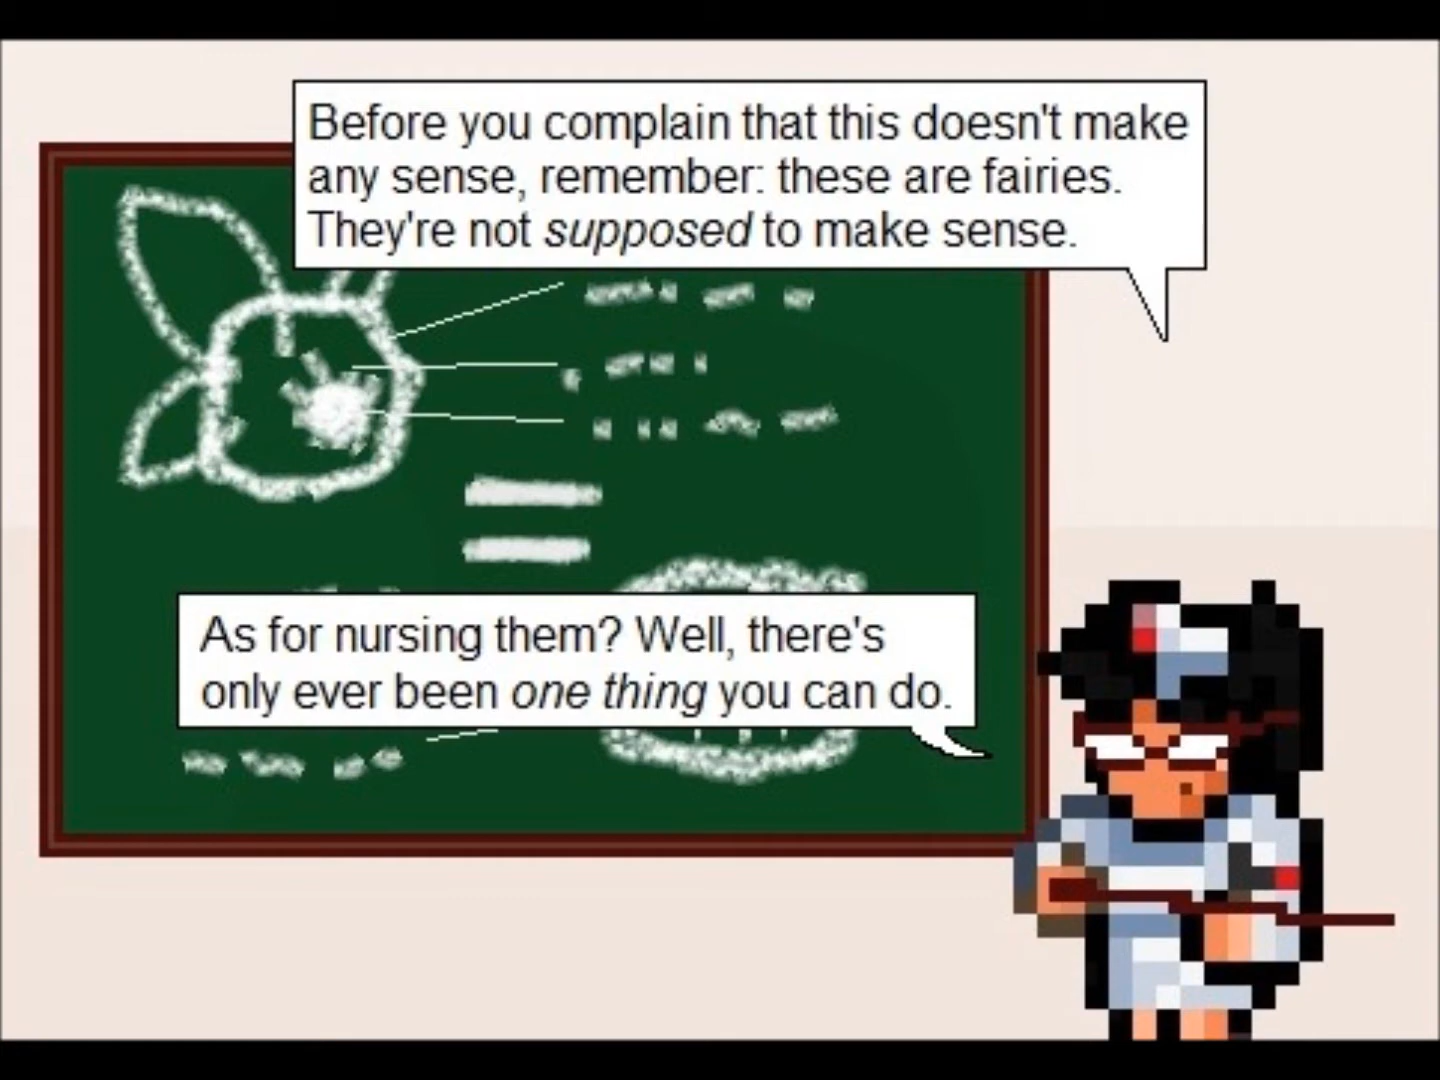 Before you complain that this doesn't make
any sense, remember: these are fairies.
They're not supposed to make sense.
As for nursing them? Well, there's
only ever been one thing you can do.